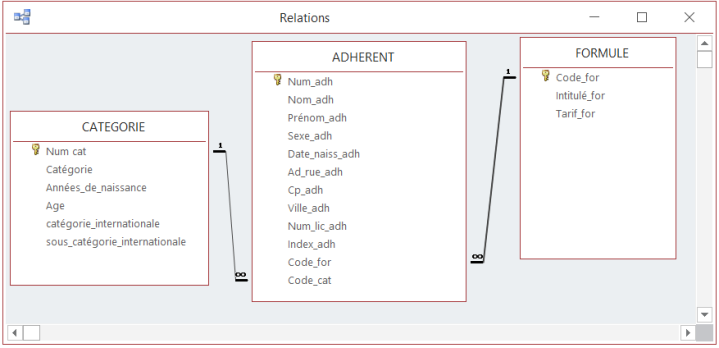 Relations
CATEGORIE
Num cat
Catégorie
Années_de_naissance
Age
catégorie_internationale
sous_catégorie_internationale
1
∞
ADHERENT
Num_adh
Nom_adh
Prénom_adh
Sexe_adh
Date_naiss_adh
Ad_rue_adh
Cp_adh
Ville_adh
Num_lic_adh
Index_adh
Code_for
Code_cat
1
∞
FORMULE
Code_for
Intitulé_for
Tarif_for